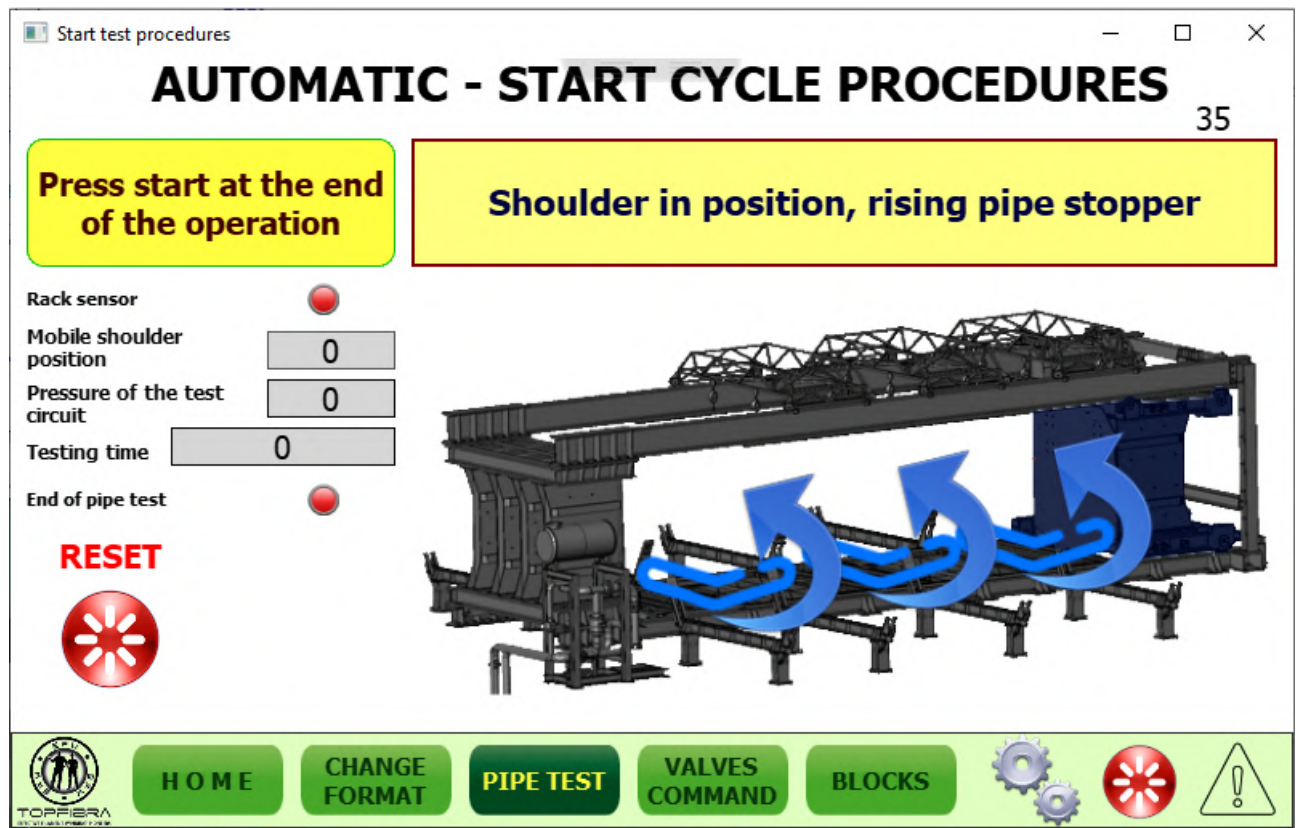 Start test procedures
AUTOMATIC - START CYCLE PROCEDURES
35
Press start at the end
of the operation
Shoulder in position, rising pipe stopper
Rack sensor
Mobile shoulder
position
0
Pressure of the test
circuit
0
Testing time
0
End of pipe test
RESET
TOPFIBRA
H O M E
CHANGE
FORMAT
PIPE TEST
VALVES
COMMAND
BLOCKS